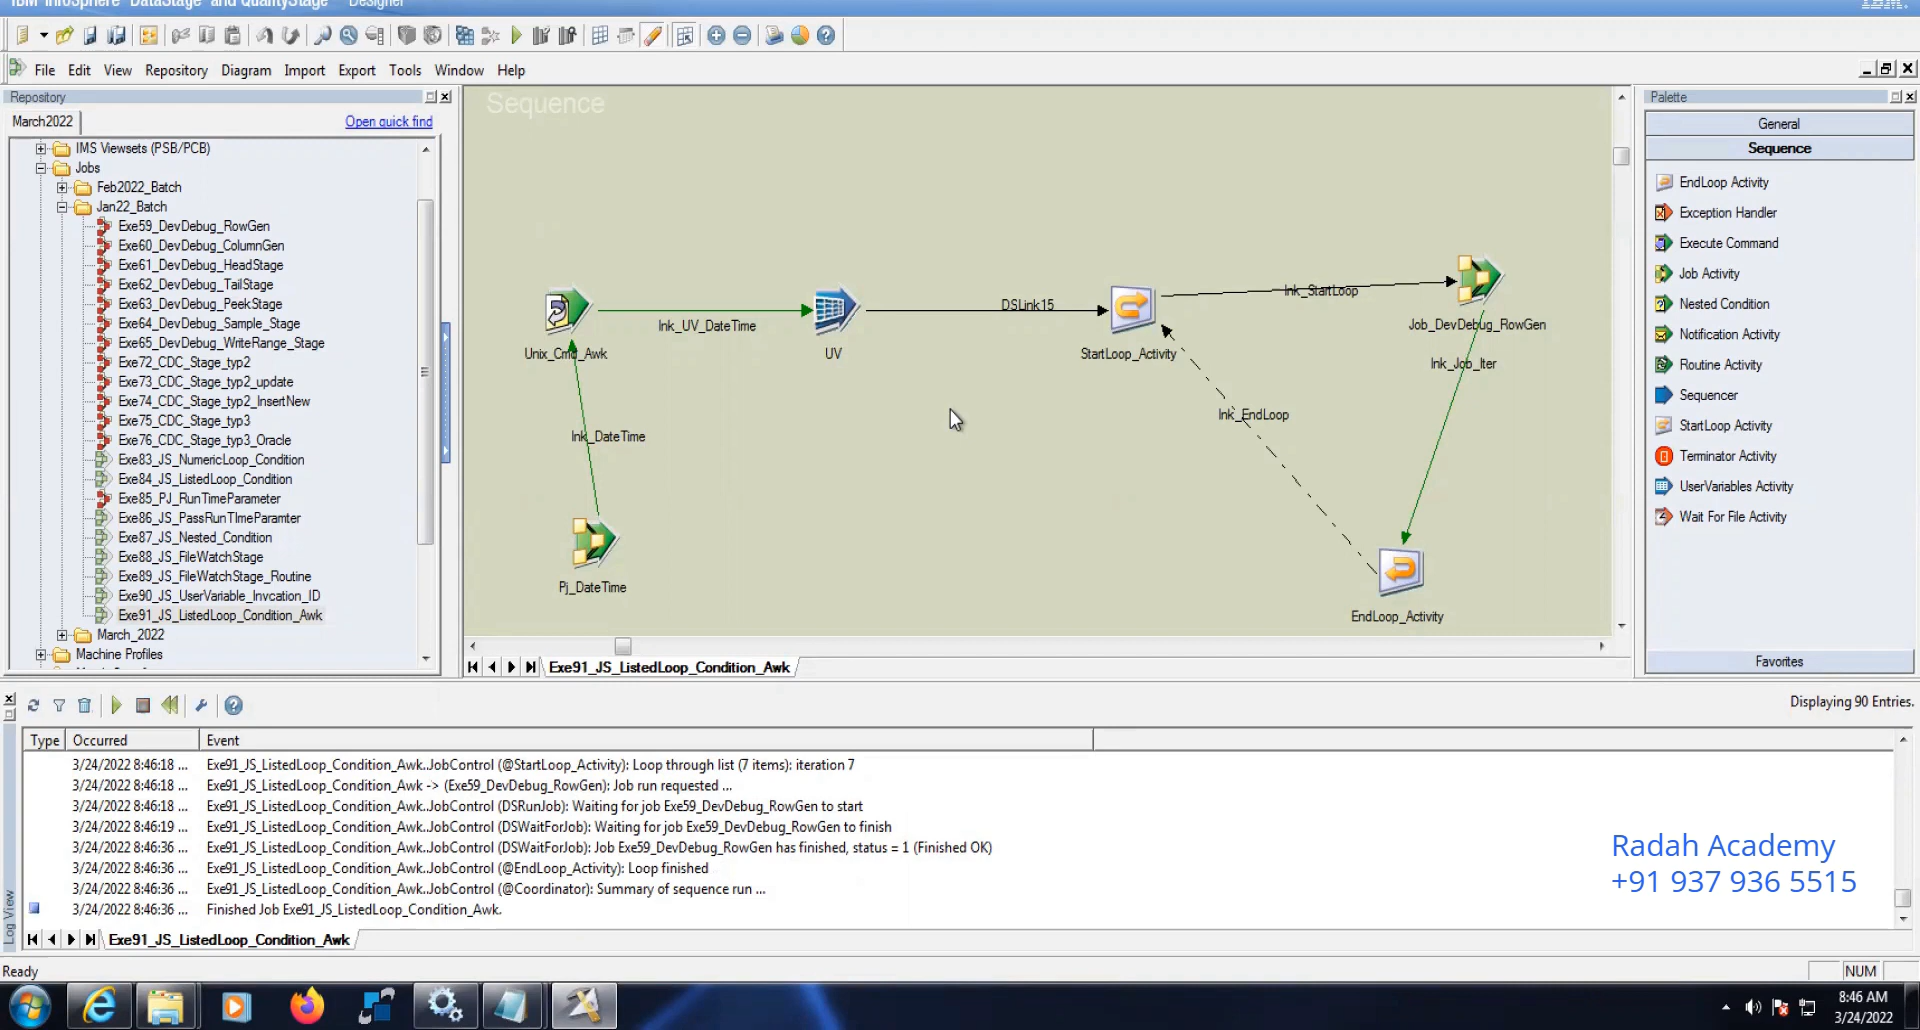 IBM InfoSphere DataStage and QualityStage Designer
File Edit View Repository Diagram Import Export Tools Window Help
Repository
March2022
Open quick find
IMS Viewsets (PSB/PCB)
Jobs
Feb2022_Batch
Jan22_Batch
Exe59_DevDebug_RowGen
Exe60_DevDebug_ColumnGen
Exe61_DevDebug_HeadStage
Exe62_DevDebug_TailStage
Exe63_DevDebug_PeekStage
Exe64_DevDebug_Sample_Stage
Exe65_DevDebug_WriteRange_Stage
Exe72_CDC_Stage_typ2
Exe73_CDC_Stage_typ2_update
Exe74_CDC_Stage_typ2_InsertNew
Exe75_CDC_Stage_typ3
Exe76_CDC_Stage_typ3_Oracle
Exe83_JS_NumericLoop_Condition
Exe84_JS_ListedLoop_Condition
Exe85_PJ_RunTimeParameter
Exe86_JS_PassRunTImeParamter
Exe87_JS_Nested_Condition
Exe88_JS_FileWatchStage
Exe89_JS_FileWatchStage_Routine
Exe90_JS_UserVariable_Invcation_ID
Exe91_JS_ListedLoop_Condition_Awk
March_2022
Machine Profiles
Sequence
lnk_UV_DateTime
DSLink15
lnk_StartLoop
Unix_Cmd_Awk
UV
StartLoop_Activity
Job_DevDebug_RowGen
lnk_Job_Iter
lnk_EndLoop
lnk_DateTime
Pj_DateTime
EndLoop_Activity
Exe91_JS_ListedLoop_Condition_Awk
Palette
General
Sequence
EndLoop Activity
Exception Handler
Execute Command
Job Activity
Nested Condition
Notification Activity
Routine Activity
Sequencer
StartLoop Activity
Terminator Activity
UserVariables Activity
Wait For File Activity
Favorites
Displaying 90 Entries.
Type Occurred Event
3/24/2022 8:46:18 ... Exe91_JS_ListedLoop_Condition_Awk..JobControl (@StartLoop_Activity): Loop through list (7 items): iteration 7
3/24/2022 8:46:18 ... Exe91_JS_ListedLoop_Condition_Awk -> (Exe59_DevDebug_RowGen): Job run requested ...
3/24/2022 8:46:18 ... Exe91_JS_ListedLoop_Condition_Awk..JobControl (DSRunJob): Waiting for job Exe59_DevDebug_RowGen to start
3/24/2022 8:46:19 ... Exe91_JS_ListedLoop_Condition_Awk..JobControl (DSWaitForJob): Waiting for job Exe59_DevDebug_RowGen to finish
3/24/2022 8:46:36 ... Exe91_JS_ListedLoop_Condition_Awk..JobControl (DSWaitForJob): Job Exe59_DevDebug_RowGen has finished, status = 1 (Finished OK)
3/24/2022 8:46:36 ... Exe91_JS_ListedLoop_Condition_Awk..JobControl (@EndLoop_Activity): Loop finished
3/24/2022 8:46:36 ... Exe91_JS_ListedLoop_Condition_Awk..JobControl (@Coordinator): Summary of sequence run ...
3/24/2022 8:46:36 ... Finished Job Exe91_JS_ListedLoop_Condition_Awk.
Log View
Exe91_JS_ListedLoop_Condition_Awk
Radah Academy
+91 937 936 5515
Ready
NUM
8:46 AM
3/24/2022